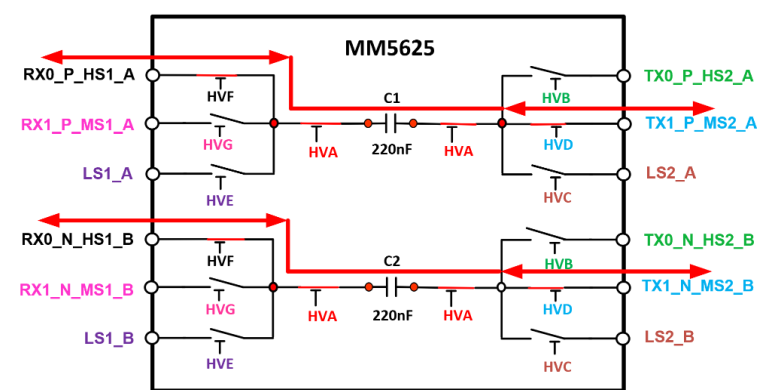 MM5625
RX0_P_HS1_A
HVF
C1
HVB
TX0_P_HS2_A
RX1_P_MS1_A
HVG
HVA
220nF
HVA
HVD
TX1_P_MS2_A
LS1_A
HVE
HVC
LS2_A
RX0_N_HS1_B
HVF
C2
HVB
TX0_N_HS2_B
RX1_N_MS1_B
HVG
HVA
220nF
HVA
HVD
TX1_N_MS2_B
LS1_B
HVE
HVC
LS2_B